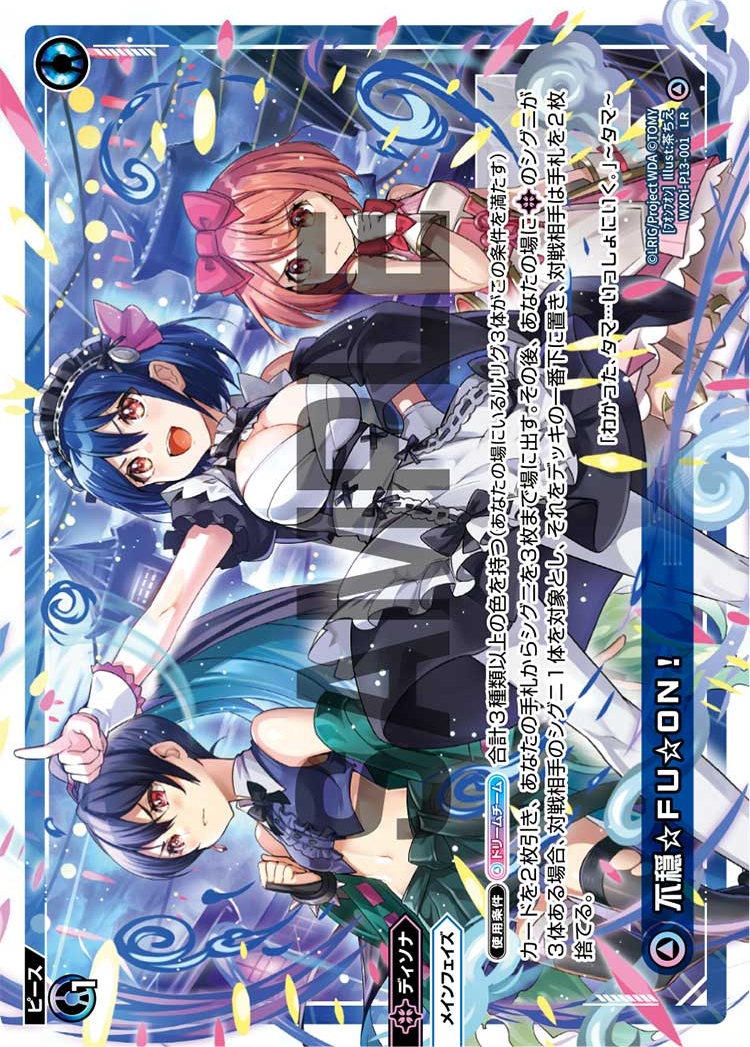 ピース
1
ディソナ
メインフェイズ
使用条件 ドリームチーム 合計3種類以上の色を持つ(あなたの場にいるルリグ3体がこの条件を満たす)
カードを2枚引き、あなたの手札からシグニを3枚まで場に出す。その後、あなたの場に のシグニが
3体ある場合、対戦相手のシグニ1体を対象とし、それをデッキの一番下に置き、対戦相手は手札を2枚
捨てる。
「わかった、タマ…いっしょにいく。」~タマ~
不穏☆FU☆ON!
©LRIG/Project WDA ©TOMY
[フオンフオン] Illust:茶ちえ
WXDi-P13-001 LR
SAMPLE